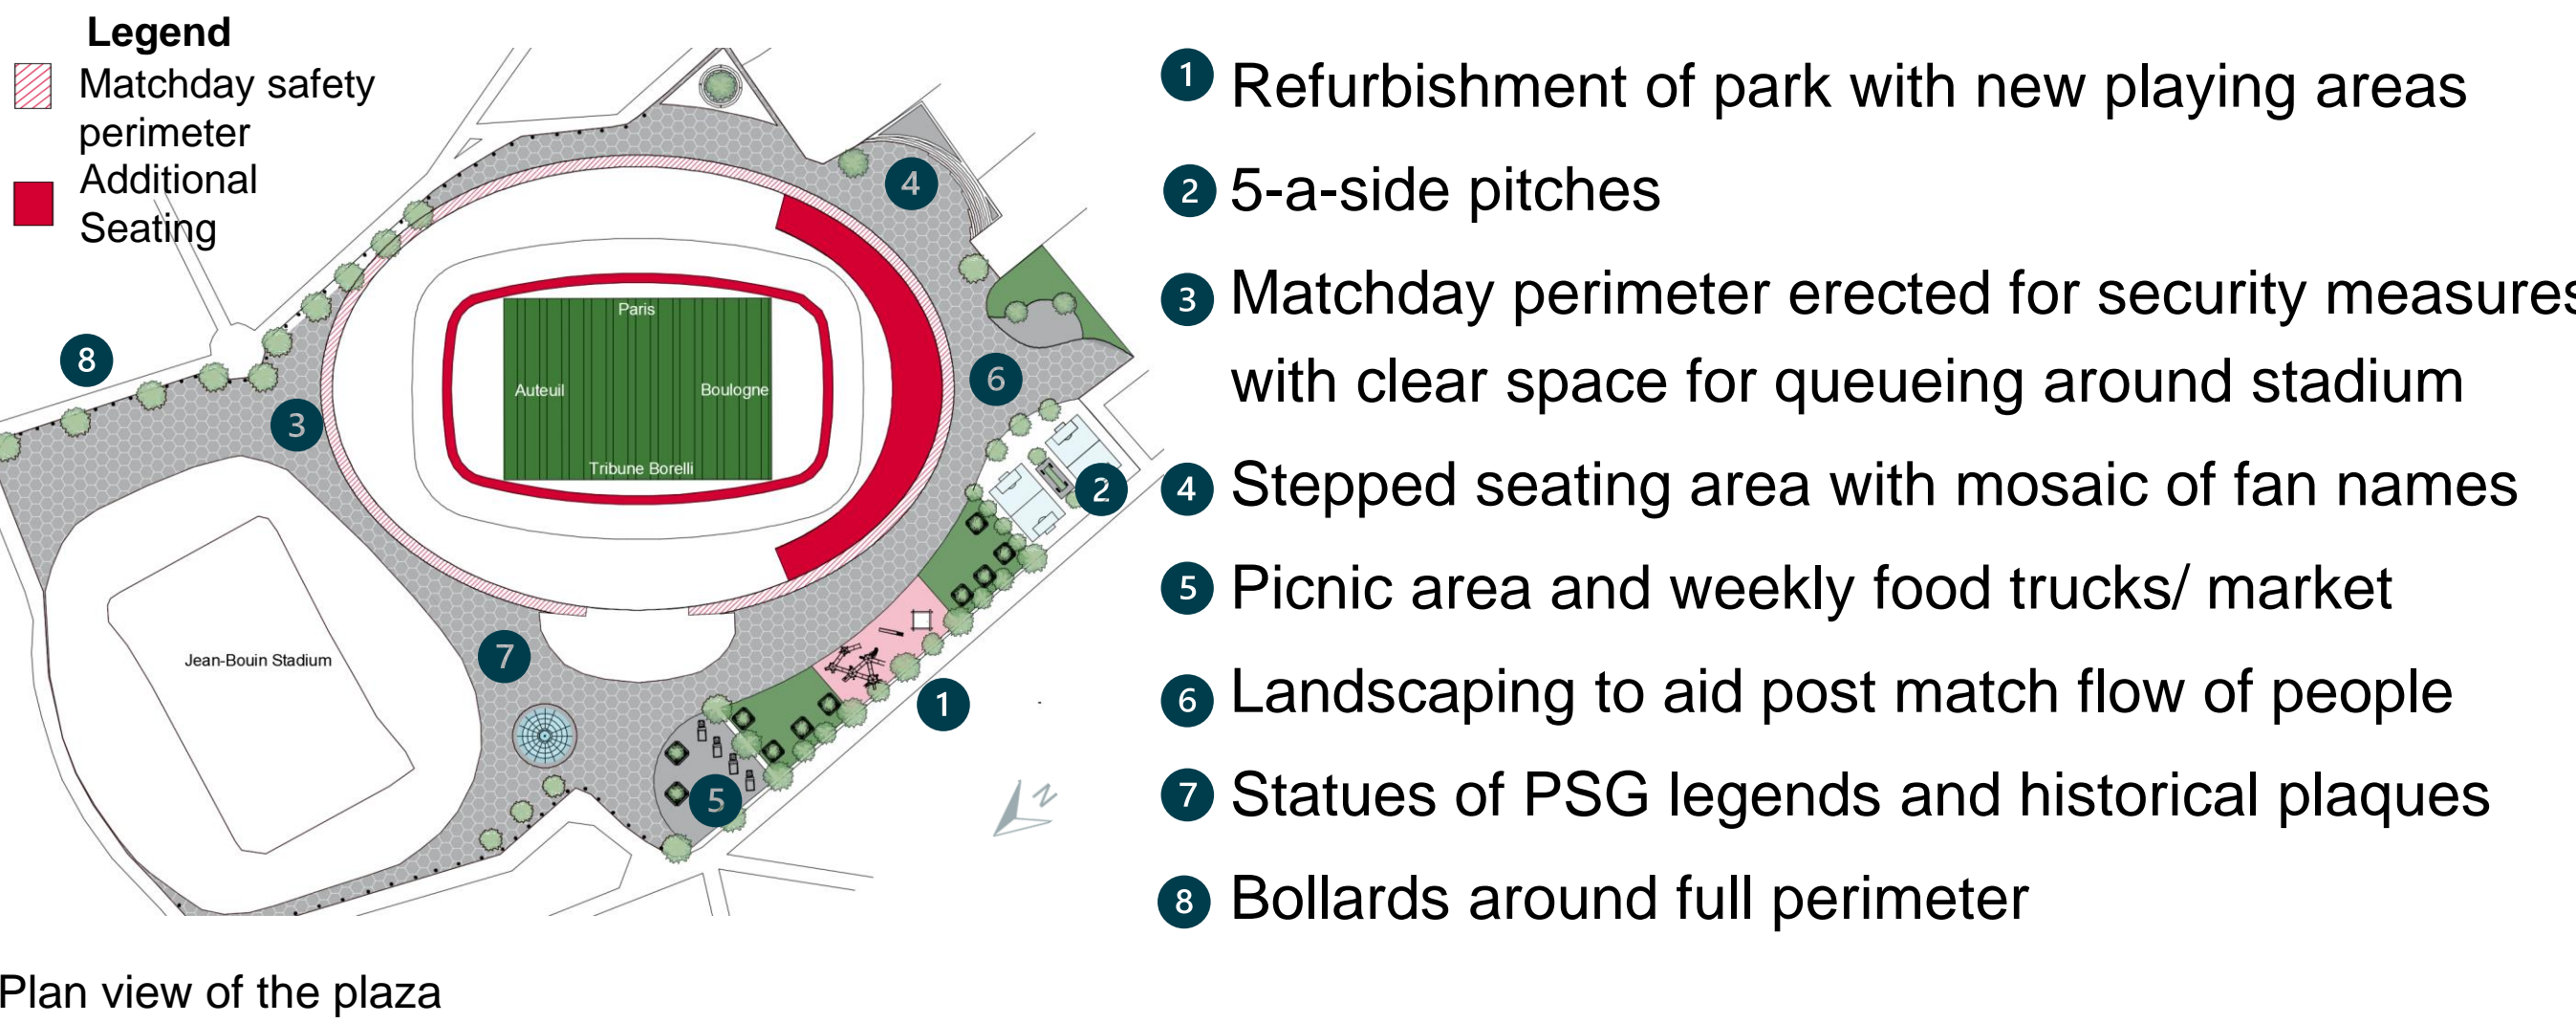 Legend
Matchday safety
perimeter
Additional
Seating
Paris
Auteuil
Boulogne
Tribune Borelli
Jean-Bouin Stadium
4
8
6
3
2
7
1
5
N
1 Refurbishment of park with new playing areas
2 5-a-side pitches
3 Matchday perimeter erected for security measures
with clear space for queueing around stadium
4 Stepped seating area with mosaic of fan names
5 Picnic area and weekly food trucks/ market
6 Landscaping to aid post match flow of people
7 Statues of PSG legends and historical plaques
8 Bollards around full perimeter
Plan view of the plaza